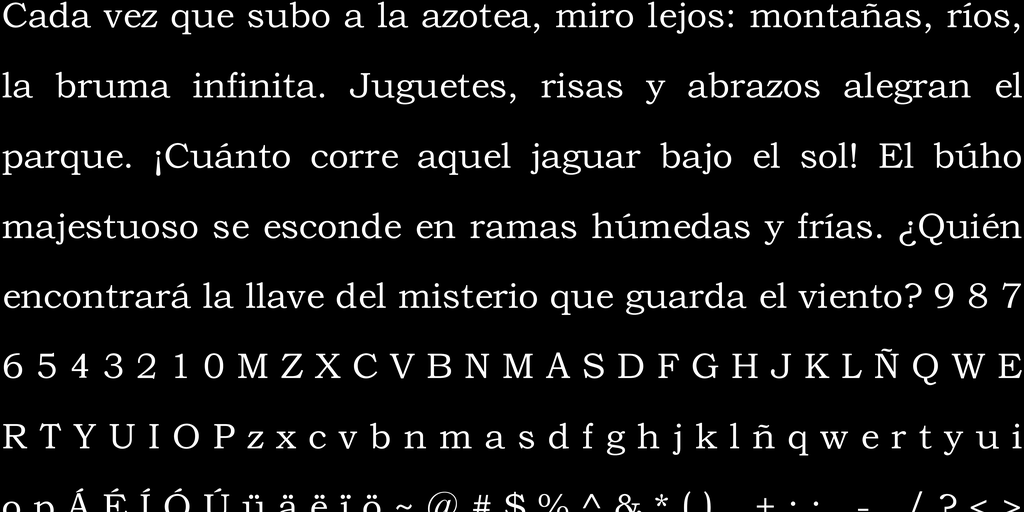 Cada vez que subo a la azotea, miro lejos: montañas, ríos,
la bruma infinita. Juguetes, risas y abrazos alegran el
parque. ¡Cuánto corre aquel jaguar bajo el sol! El búho
majestuoso se esconde en ramas húmedas y frías. ¿Quién
encontrará la llave del misterio que guarda el viento? 9 8 7
6 5 4 3 2 1 0 M Z X C V B N M A S D F G H J K L Ñ Q W E
R T Y U I O P z x c v b n m a s d f g h j k l ñ q w e r t y u i
o p Á É Í Ó Ú ü ä ë ï ö ~ @ # $ % ^ & * ( ) _ + : ; . - _ / ? < >